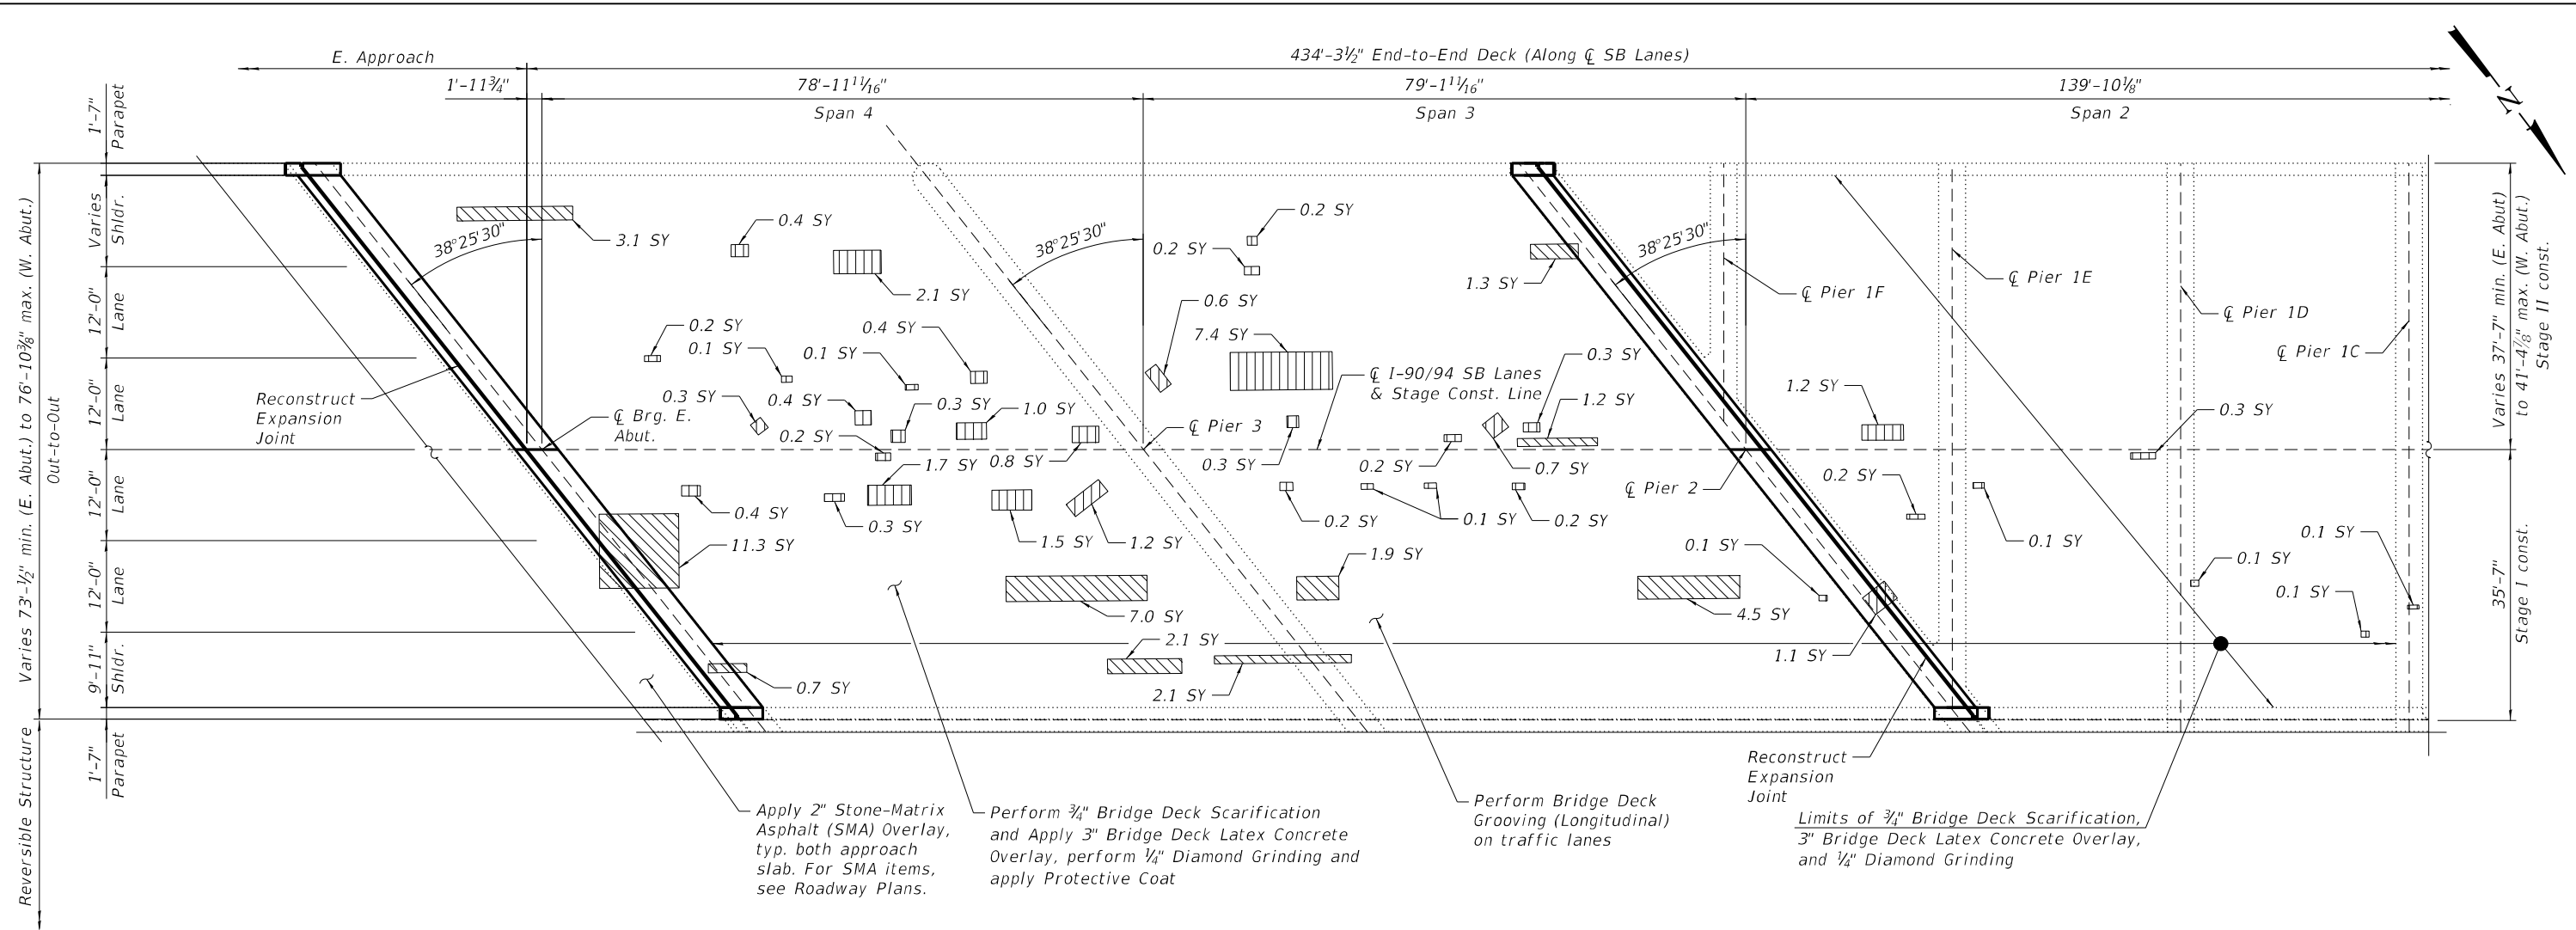 E. Approach
434'-3½" End-to-End Deck (Along ℄ SB Lanes)
1'-11¾"
78'-11 11/16"
79'-1 11/16"
139'-10⅛"
Span 4
Span 3
Span 2
N
1'-7"
Parapet
Varies
Shldr.
12'-0"
Lane
12'-0"
Lane
12'-0"
Lane
12'-0"
Lane
9'-11"
Shldr.
1'-7"
Parapet
Varies 73'-½" min. (E. Abut.) to 76'-10⅜" max. (W. Abut.)
Out-to-Out
Reversible Structure
38°25'30"
38°25'30"
38°25'30"
3.1 SY
0.4 SY
2.1 SY
0.2 SY
0.2 SY
1.3 SY
0.6 SY
7.4 SY
0.2 SY
0.1 SY
0.4 SY
0.1 SY
0.3 SY
0.4 SY
0.3 SY
1.0 SY
0.2 SY
1.7 SY
0.8 SY
0.3 SY
0.2 SY
0.3 SY
1.2 SY
0.7 SY
1.2 SY
0.3 SY
0.2 SY
0.4 SY
0.3 SY
1.5 SY
1.2 SY
0.2 SY
0.1 SY
0.2 SY
0.1 SY
11.3 SY
1.9 SY
0.1 SY
0.1 SY
0.1 SY
0.1 SY
7.0 SY
4.5 SY
2.1 SY
1.1 SY
0.7 SY
2.1 SY
℄ Pier 1F
℄ Pier 1E
℄ Pier 1D
℄ Pier 1C
℄ I-90/94 SB Lanes
& Stage Const. Line
Reconstruct
Expansion
Joint
℄ Brg. E.
Abut.
℄ Pier 3
℄ Pier 2
Varies 37'-7" min. (E. Abut)
to 41'-4⅞" max. (W. Abut.)
Stage II const.
35'-7"
Stage I const.
Apply 2" Stone-Matrix
Asphalt (SMA) Overlay,
typ. both approach
slab. For SMA items,
see Roadway Plans.
Perform ¾" Bridge Deck Scarification
and Apply 3" Bridge Deck Latex Concrete
Overlay, perform ¼" Diamond Grinding and
apply Protective Coat
Perform Bridge Deck
Grooving (Longitudinal)
on traffic lanes
Reconstruct
Expansion
Joint
Limits of ¾" Bridge Deck Scarification,
3" Bridge Deck Latex Concrete Overlay,
and ¼" Diamond Grinding